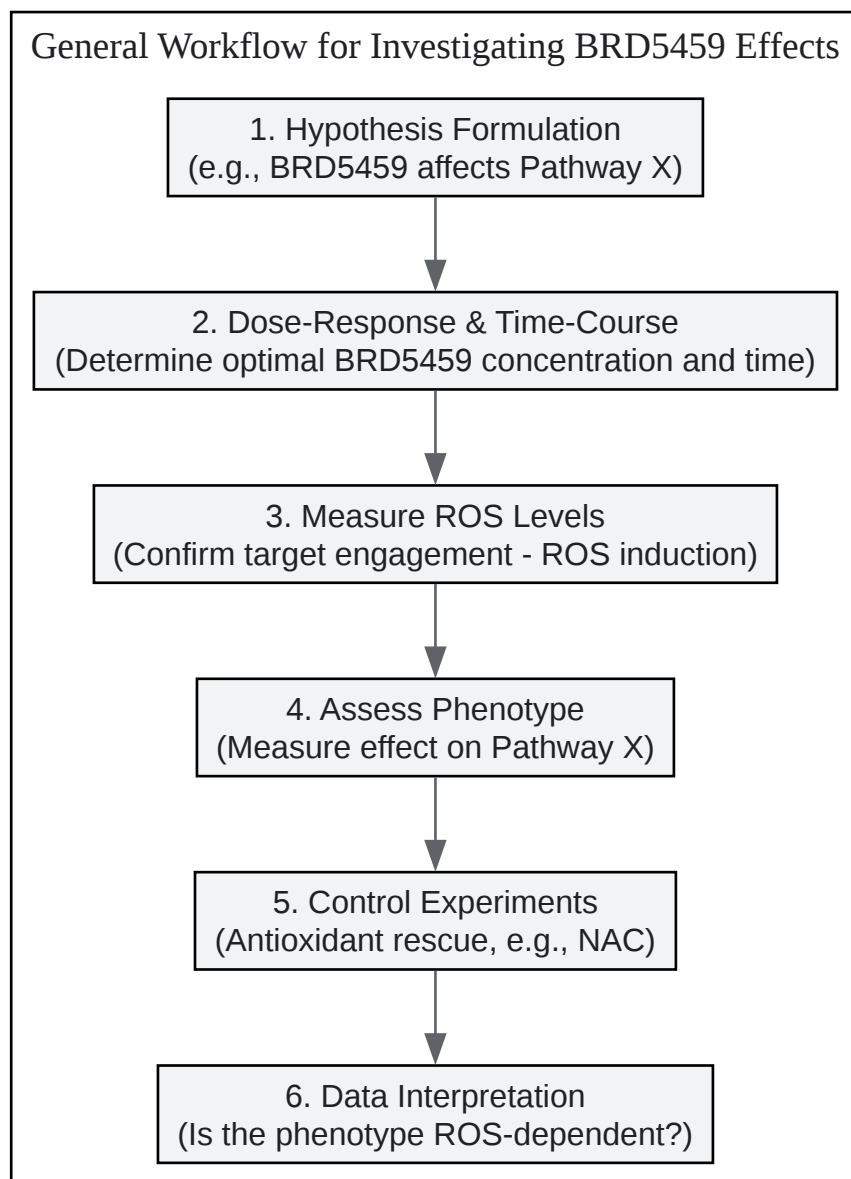 General Workflow for Investigating BRD5459 Effects
1. Hypothesis Formulation
(e.g., BRD5459 affects Pathway X)
2. Dose-Response & Time-Course
(Determine optimal BRD5459 concentration and time)
3. Measure ROS Levels
(Confirm target engagement - ROS induction)
4. Assess Phenotype
(Measure effect on Pathway X)
5. Control Experiments
(Antioxidant rescue, e.g., NAC)
6. Data Interpretation
(Is the phenotype ROS-dependent?)